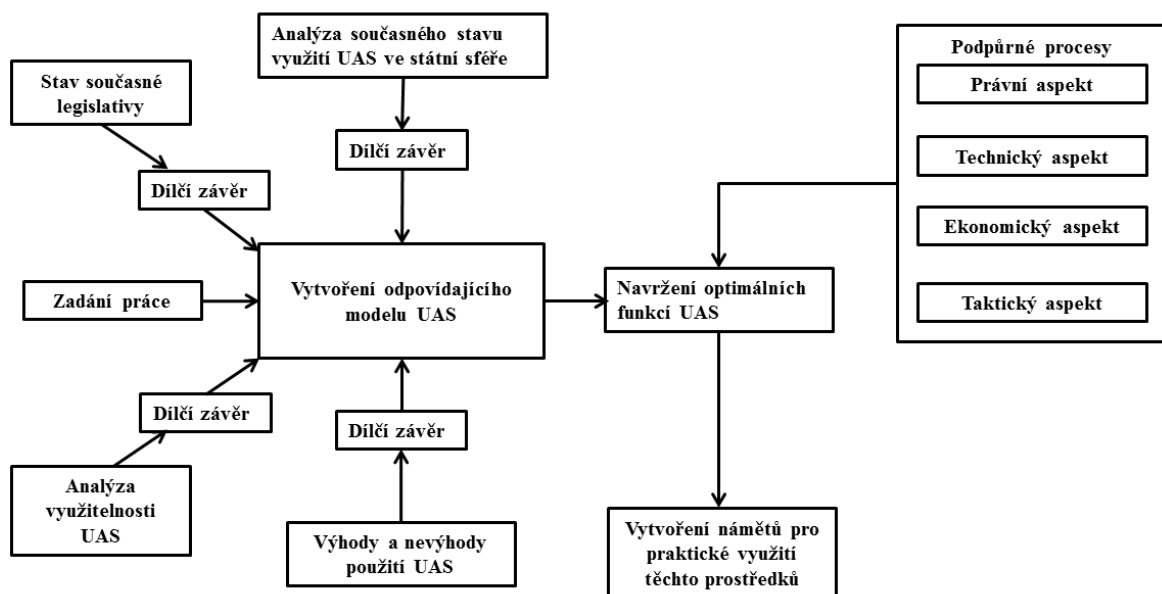 Analýza současného stavu
využití UAS ve státní sféře
Podpůrné procesy
Stav současné
legislativy
Právní aspekt
Dílčí závěr
Technický aspekt
Dílčí závěr
Ekonomický aspekt
Zadání práce
Vytvoření odpovídajícího
modelu UAS
Navržení optimálních
funkcí UAS
Taktický aspekt
Dílčí závěr
Dílčí závěr
Analýza
využitelnosti
UAS
Výhody a nevýhody
použití UAS
Vytvoření námětů pro
praktické využití
těchto prostředků